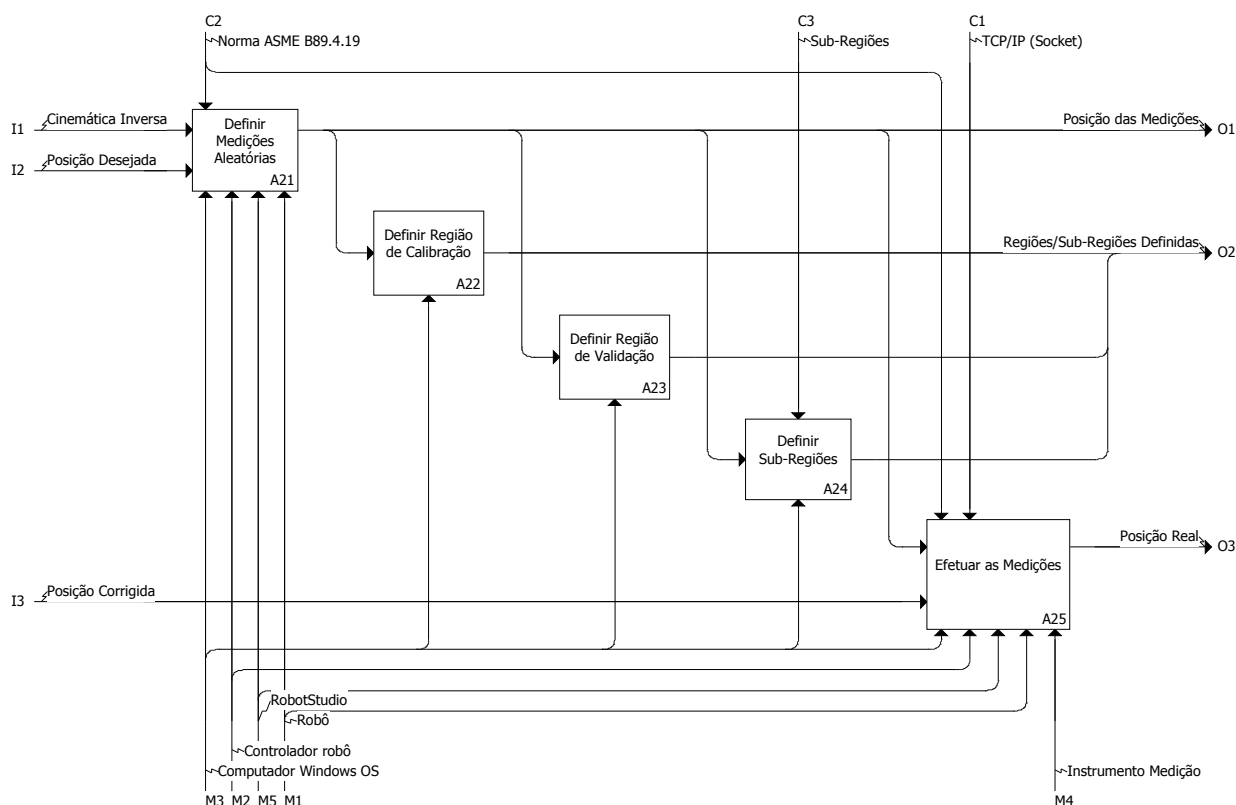 C2
C3
C1
Norma ASME B89.4.19
Sub-Regiões
TCP/IP (Socket)
I1
Cinemática Inversa
Definir
Medições
Aleatórias
A21
Posição das Medições
O1
I2
Posição Desejada
Definir Região
de Calibração
A22
Regiões/Sub-Regiões Definidas
O2
Definir Região
de Validação
A23
Definir
Sub-Regiões
A24
Efetuar as Medições
A25
Posição Real
O3
I3
Posição Corrigida
RobotStudio
Robô
Controlador robô
Computador Windows OS
Instrumento Medição
M3
M2
M5
M1
M4